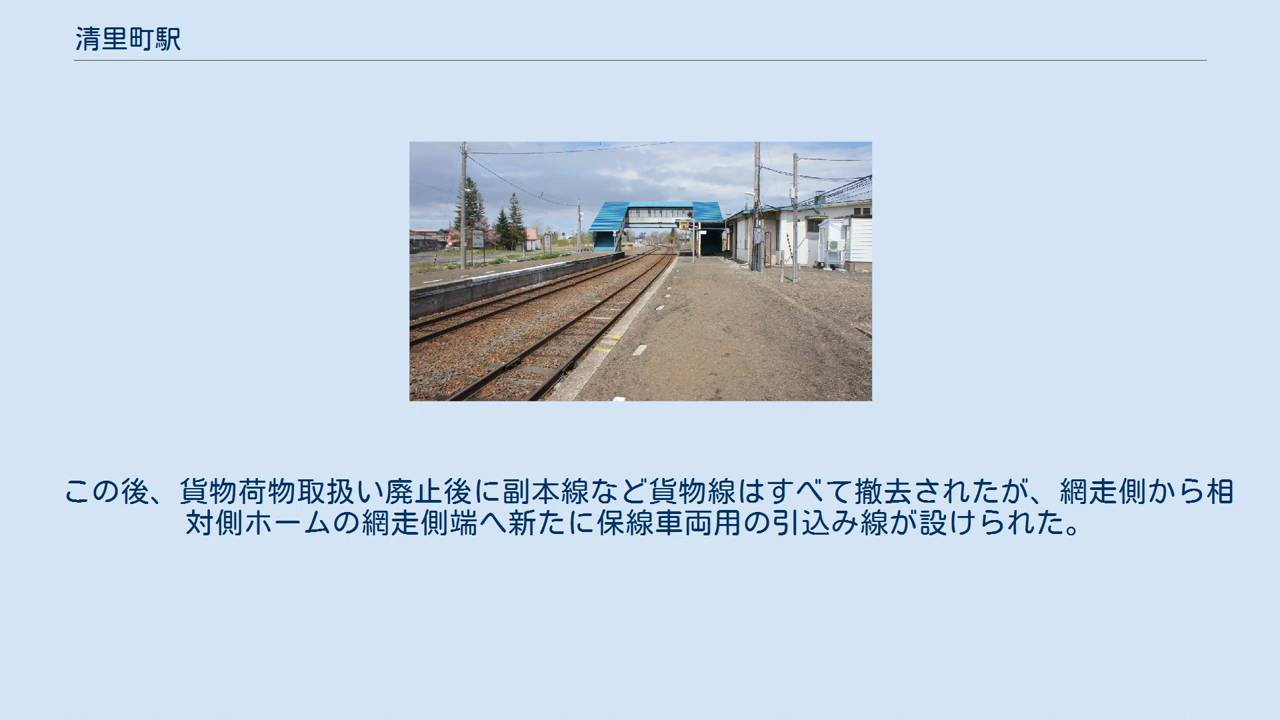 清里町駅
この後、貨物荷物取扱い廃止後に副本線など貨物線はすべて撤去されたが、網走側から相
対側ホームの網走側端へ新たに保線車両用の引込み線が設けられた。